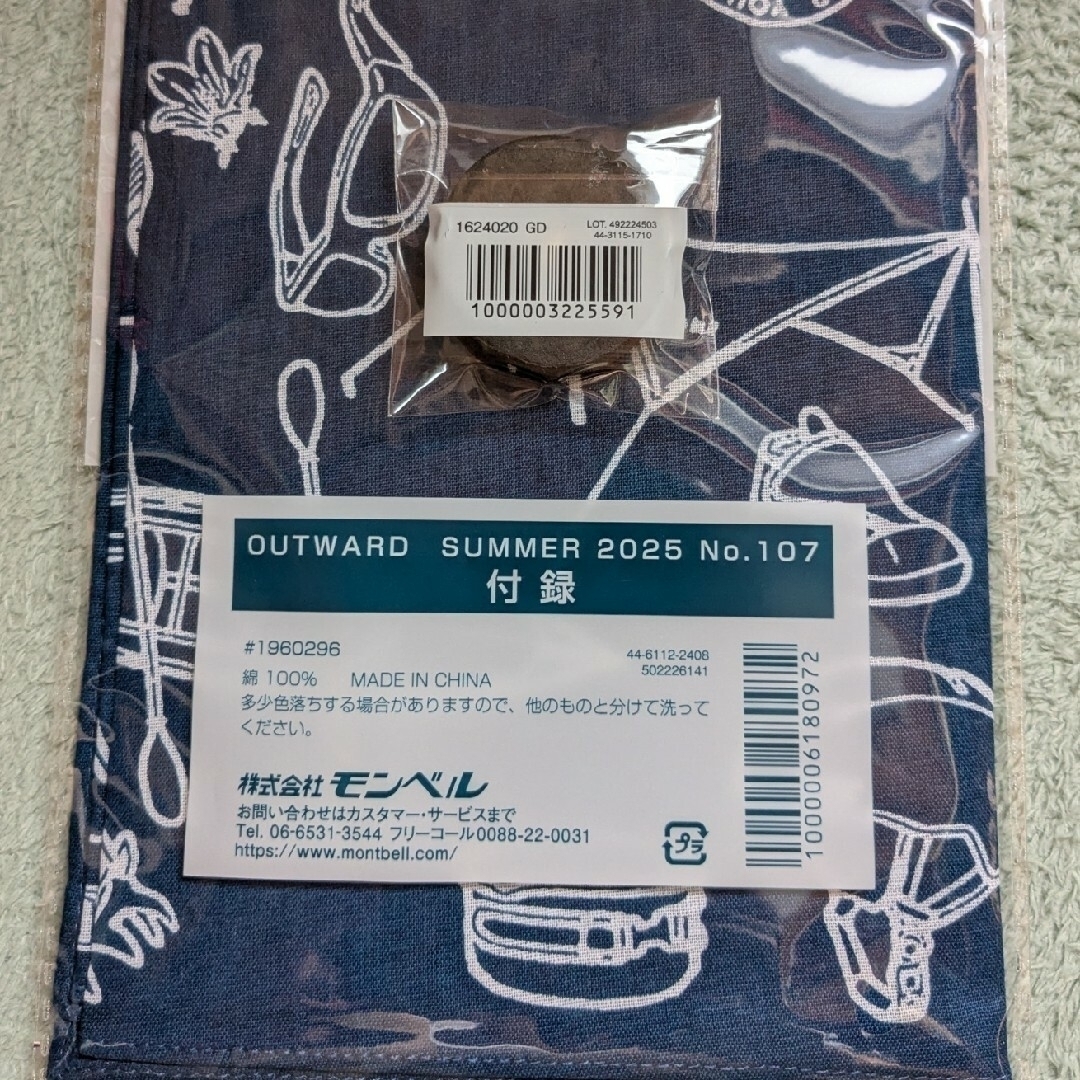 1624020 GD
LOT. 492224503
44-3115-1710
1000003225591
OUTWARD SUMMER 2025 No.107
付録
#1960296
44-6112-2408
502226141
綿 100% MADE IN CHINA
多少色落ちする場合がありますので、他のものと分けて洗って
ください。
株式会社 モンベル
お問い合わせはカスタマー・サービスまで
Tel. 06-6531-3544 フリーコール0088-22-0031
https://www.montbell.com/
プラ
1000006180972